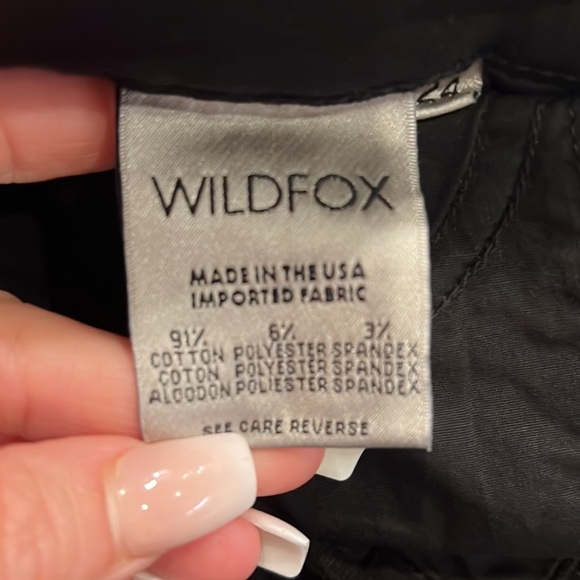 24
WILDFOX
MADE IN THE USA
IMPORTED FABRIC
91% 6% 3%
COTTON POLYESTER SPANDEX
COTON POLYESTER SPANDEX
ALGODON POLIESTER SPANDEX
SEE CARE REVERSE